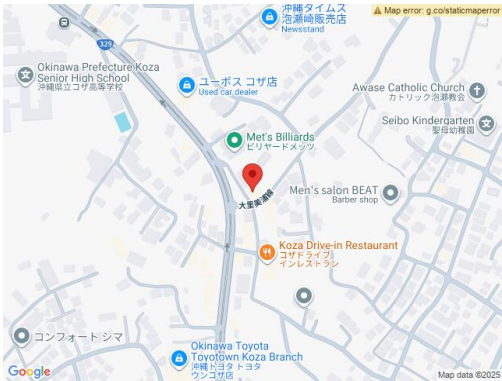 沖縄タイムス
泡瀬崎販売店
Newsstand
Map error: g.co/staticmaperror
329
Okinawa Prefecture Koza
Senior High School
沖縄県立コザ高等学校
ユーポス コザ店
Used car dealer
Awase Catholic Church
カトリック泡瀬教会
Seibo Kindergarten
聖母幼稚園
Met's Billiards
ビリヤードメッツ
Men's salon BEAT
Barber shop
大里美浦線
Koza Drive-in Restaurant
コザドライブ
インレストラン
コンフォート シマ
Okinawa Toyota
Toyotown Koza Branch
沖縄トヨタ トヨタ
ウンコザ店
Google
Map data ©2025